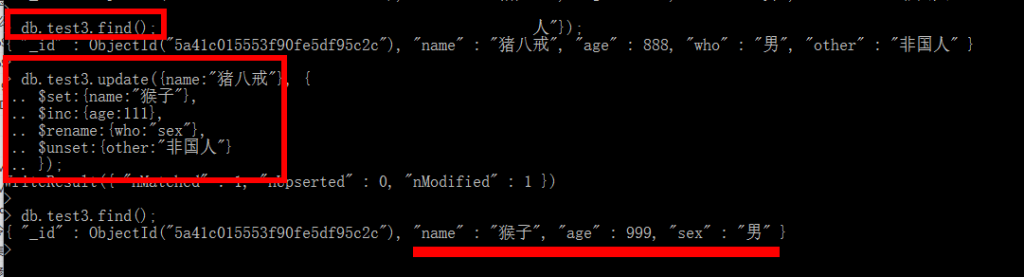 db.test3.find(); 人"});
{ "_id" : ObjectId("5a41c015553f90fe5df95c2c"), "name" : "猪八戒", "age" : 888, "who" : "男", "other" : "非国人" }
> db.test3.update({name:"猪八戒"}, {
.. $set:{name:"猴子"},
.. $inc:{age:111},
.. $rename:{who:"sex"},
.. $unset:{other:"非国人"}
.. });
WriteResult({ "nMatched" : 1, "nUpserted" : 0, "nModified" : 1 })
>
> db.test3.find();
{ "_id" : ObjectId("5a41c015553f90fe5df95c2c"), "name" : "猴子", "age" : 999, "sex" : "男" }
>